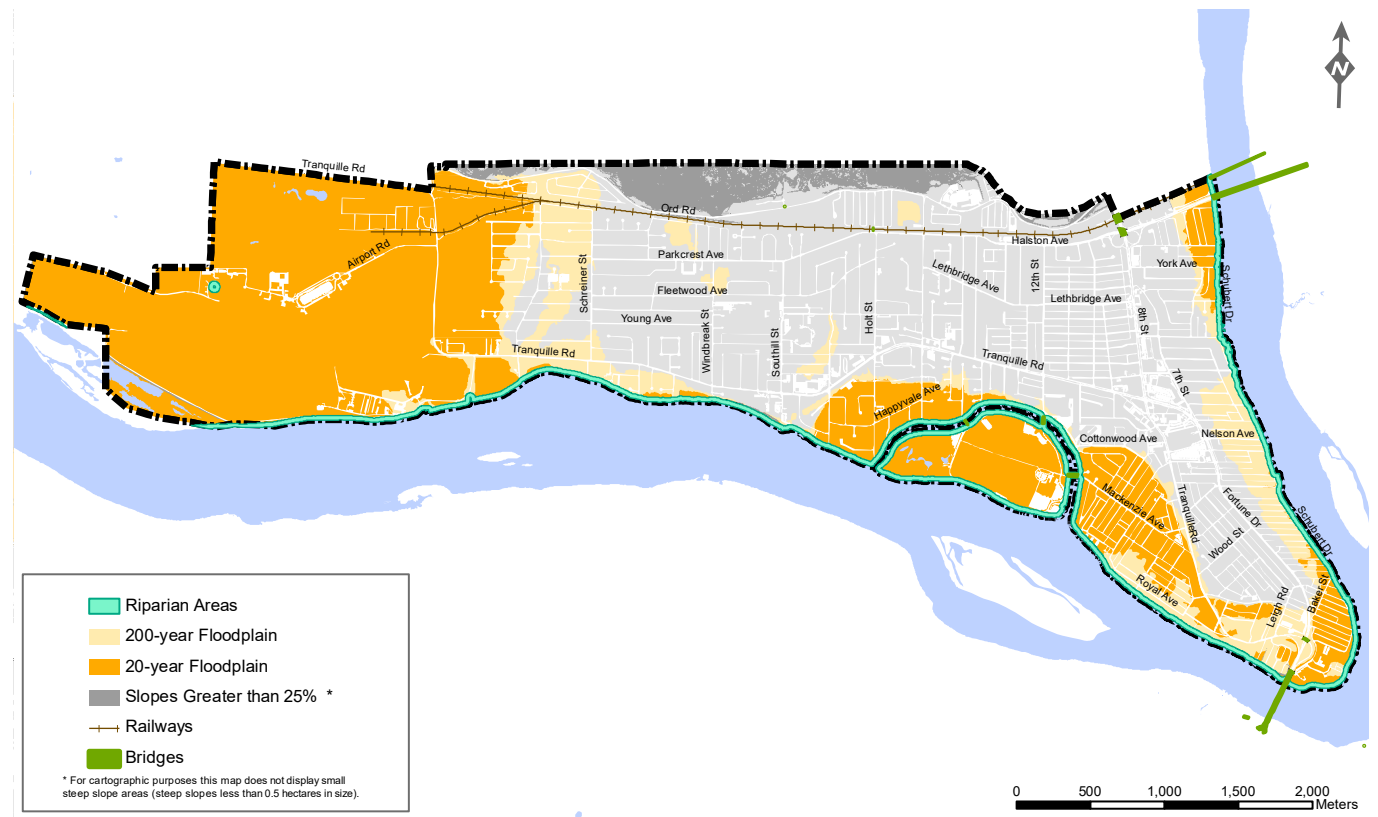 N
Tranquille Rd
Ord Rd
Airport Rd
Halston Ave
Parkcrest Ave
Schreiner St
Lethbridge Ave
12th St
York Ave
Schubert Dr
Fleetwood Ave
Lethbridge Ave
Young Ave
Windbreak St
Southill St
Holt St
8th St
Tranquille Rd
Tranquille Rd
7th St
Happyvale Ave
Cottonwood Ave
Nelson Ave
Mackenzie Ave
TranquilleRd
Fortune Dr
Wood St
Schubert Dr
Royal Ave
Leigh Rd
Baker St
Riparian Areas
200-year Floodplain
20-year Floodplain
Slopes Greater than 25% *
Railways
Bridges
* For cartographic purposes this map does not display small
steep slope areas (steep slopes less than 0.5 hectares in size).
0 500 1,000 1,500 2,000
Meters